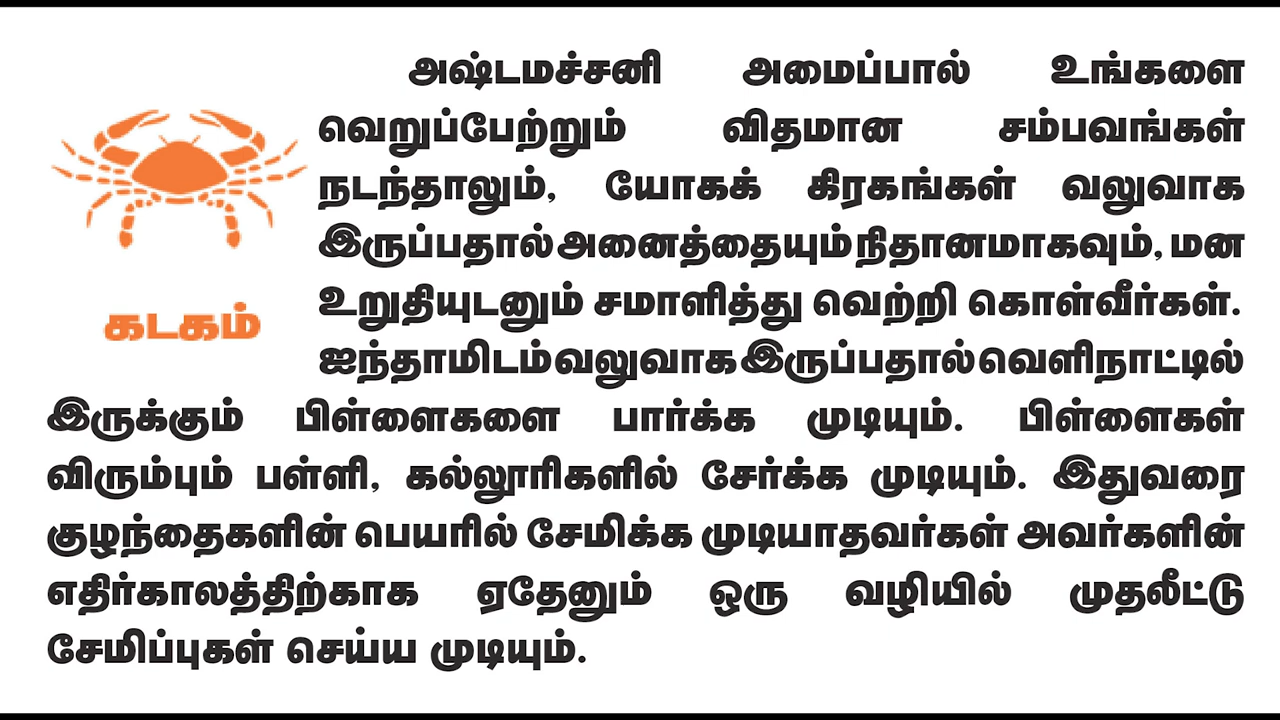 அஷ்டமச்சனி அமைப்பால் உங்களை
வெறுப்பேற்றும் விதமான சம்பவங்கள்
நடந்தாலும், யோகக் கிரகங்கள் வலுவாக
இருப்பதால் அனைத்தையும் நிதானமாகவும், மன
உறுதியுடனும் சமாளித்து வெற்றி கொள்வீர்கள்.
ஐந்தாமிடம் வலுவாக இருப்பதால் வெளிநாட்டில்
இருக்கும் பிள்ளைகளை பார்க்க முடியும். பிள்ளைகள்
விரும்பும் பள்ளி, கல்லூரிகளில் சேர்க்க முடியும். இதுவரை
குழந்தைகளின் பெயரில் சேமிக்க முடியாதவர்கள் அவர்களின்
எதிர்காலத்திற்காக ஏதேனும் ஒரு வழியில் முதலீட்டு
சேமிப்புகள் செய்ய முடியும்.
கடகம்